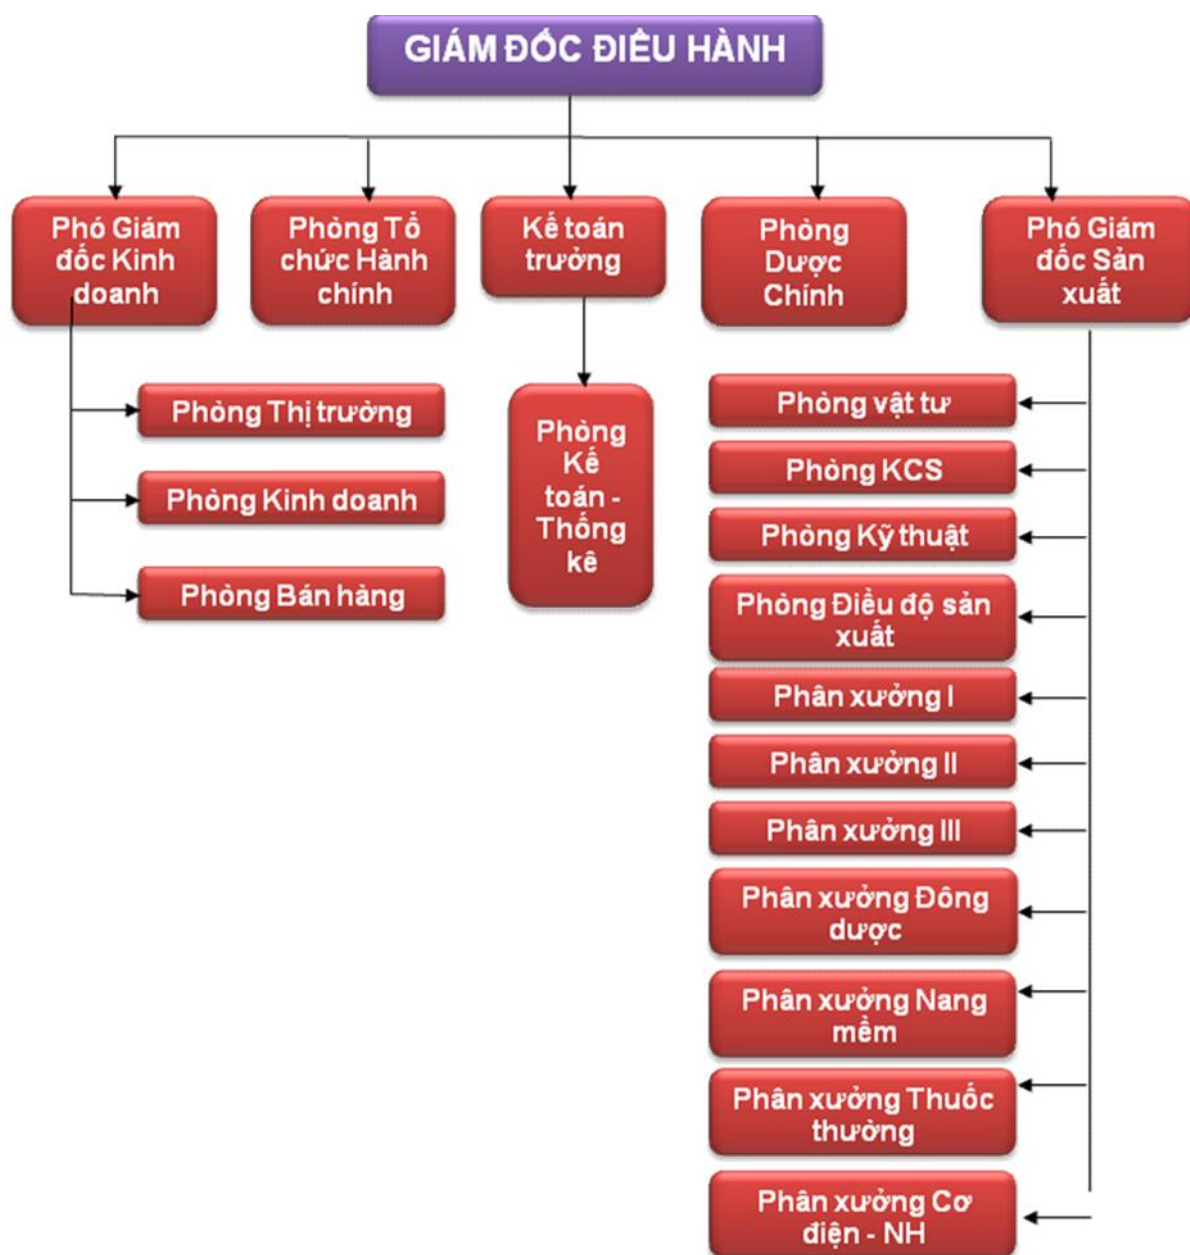 GIÁM ĐỐC ĐIỀU HÀNH
Phó Giám
đốc Kinh
doanh
Phòng Tổ
chức Hành
chính
Kế toán
trưởng
Phòng
Dược
Chính
Phó Giám
đốc Sản
xuất
Phòng Thị trường
Phòng Kinh doanh
Phòng Bán hàng
Phòng
Kế
toán -
Thống
kê
Phòng vật tư
Phòng KCS
Phòng Kỹ thuật
Phòng Điều độ sản
xuất
Phân xưởng I
Phân xưởng II
Phân xưởng III
Phân xưởng Đông
dược
Phân xưởng Nang
mềm
Phân xưởng Thuốc
thường
Phân xưởng Cơ
điện - NH